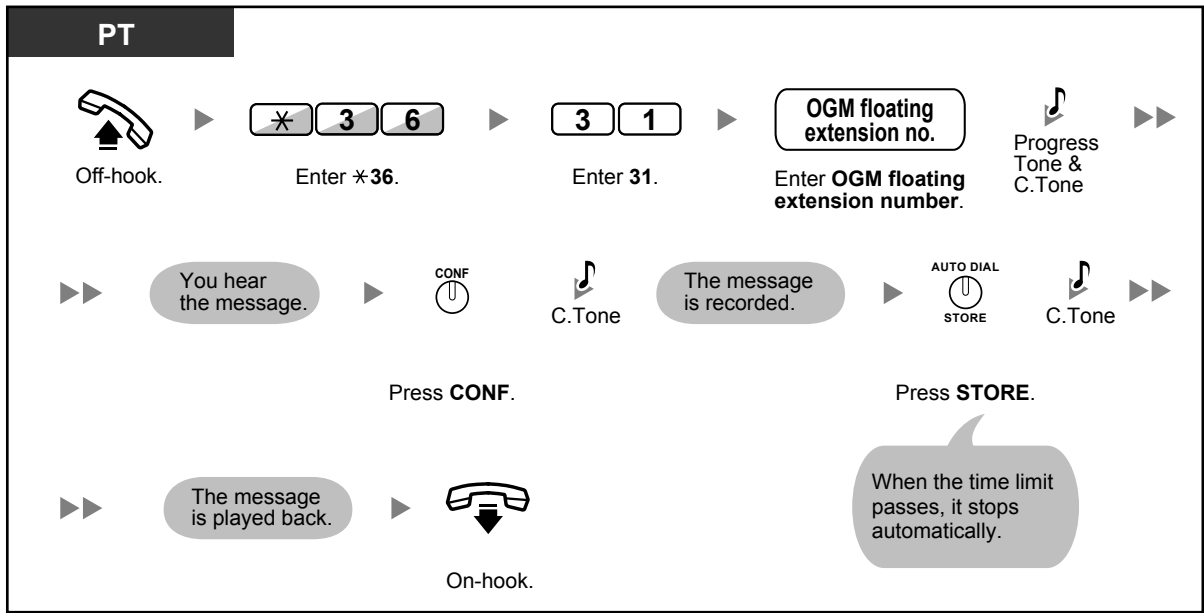 PT
✳ 3 6
3 1
OGM floating
extension no.
Progress
Tone &
C.Tone
Off-hook.
Enter ✳36.
Enter 31.
Enter OGM floating
extension number.
You hear
the message.
CONF
C.Tone
The message
is recorded.
AUTO DIAL
STORE
C.Tone
Press CONF.
Press STORE.
When the time limit
passes, it stops
automatically.
The message
is played back.
On-hook.